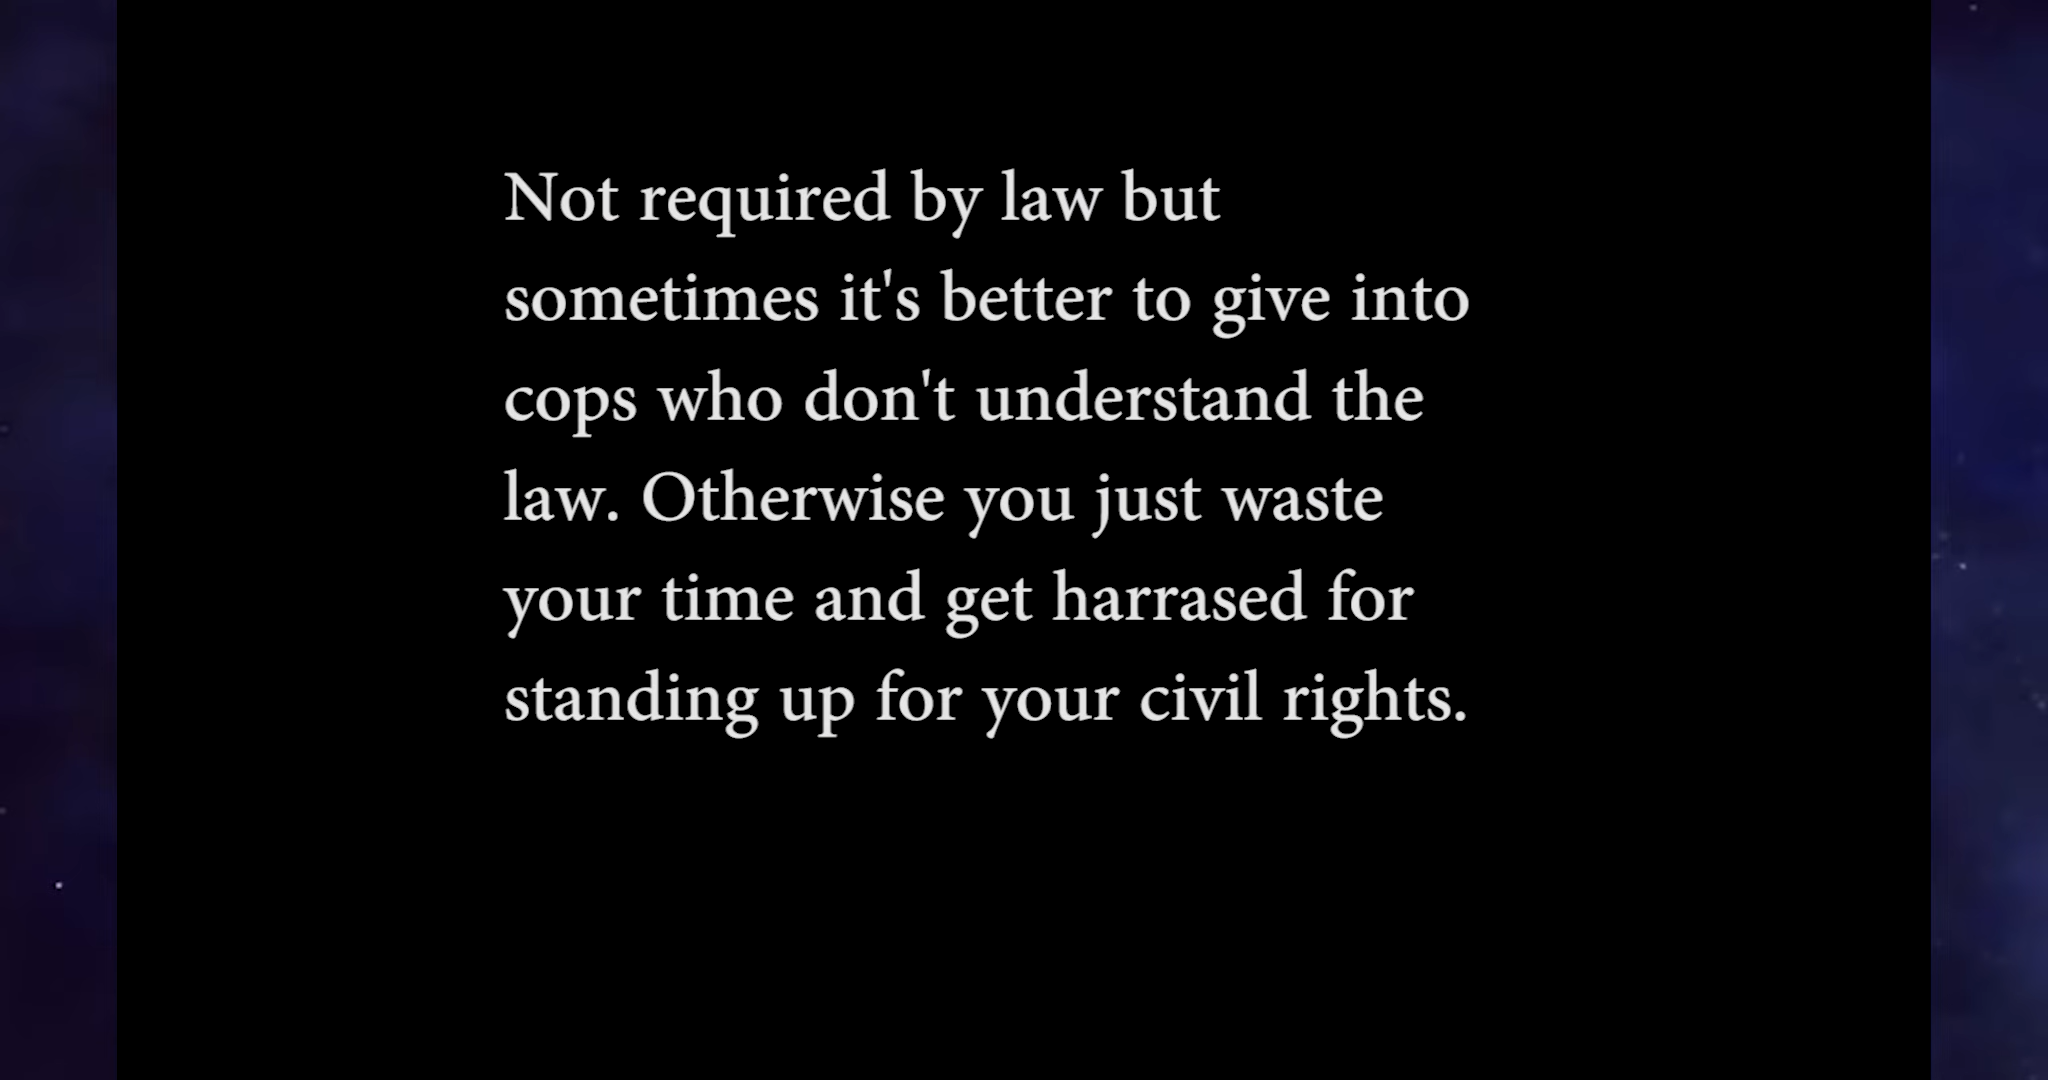 Not required by law but
sometimes it's better to give into
cops who don't understand the
law. Otherwise you just waste
your time and get harrased for
standing up for your civil rights.